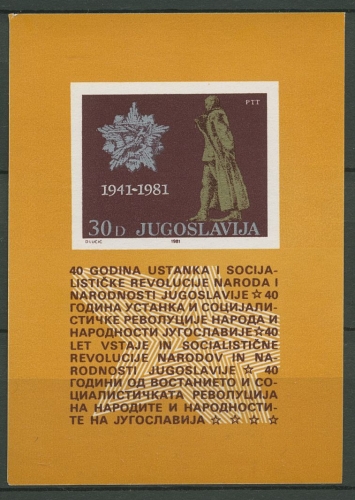 PTT
1941-1981
30 D JUGOSLAVIJA
1981
40 GODINA USTANKA I SOCIJA-
LISTIČKE REVOLUCIJE NARODA I
NARODNOSTI JUGOSLAVIJE ☆ 40
ГОДИНА УСТАНКА И СОЦИЈАЛИ-
СТИЧКЕ РЕВОЛУЦИЈЕ НАРОДА И
НАРОДНОСТИ ЈУГОСЛАВИЈЕ ☆ 40
LET VSTAJE IN SOCIALISTIČNE
REVOLUCIJE NARODOV IN NA-
RODNOSTI JUGOSLAVIJE ☆ 40
ГОДИНИ ОД ВОСТАНИЕТО И СО-
ЦИЈАЛИСТИЧКАТА РЕВОЛУЦИЈА
НА НАРОДИТЕ И НАРОДНОСТИ-
ТЕ НА ЈУГОСЛАВИЈА ☆ ☆ ☆ ☆